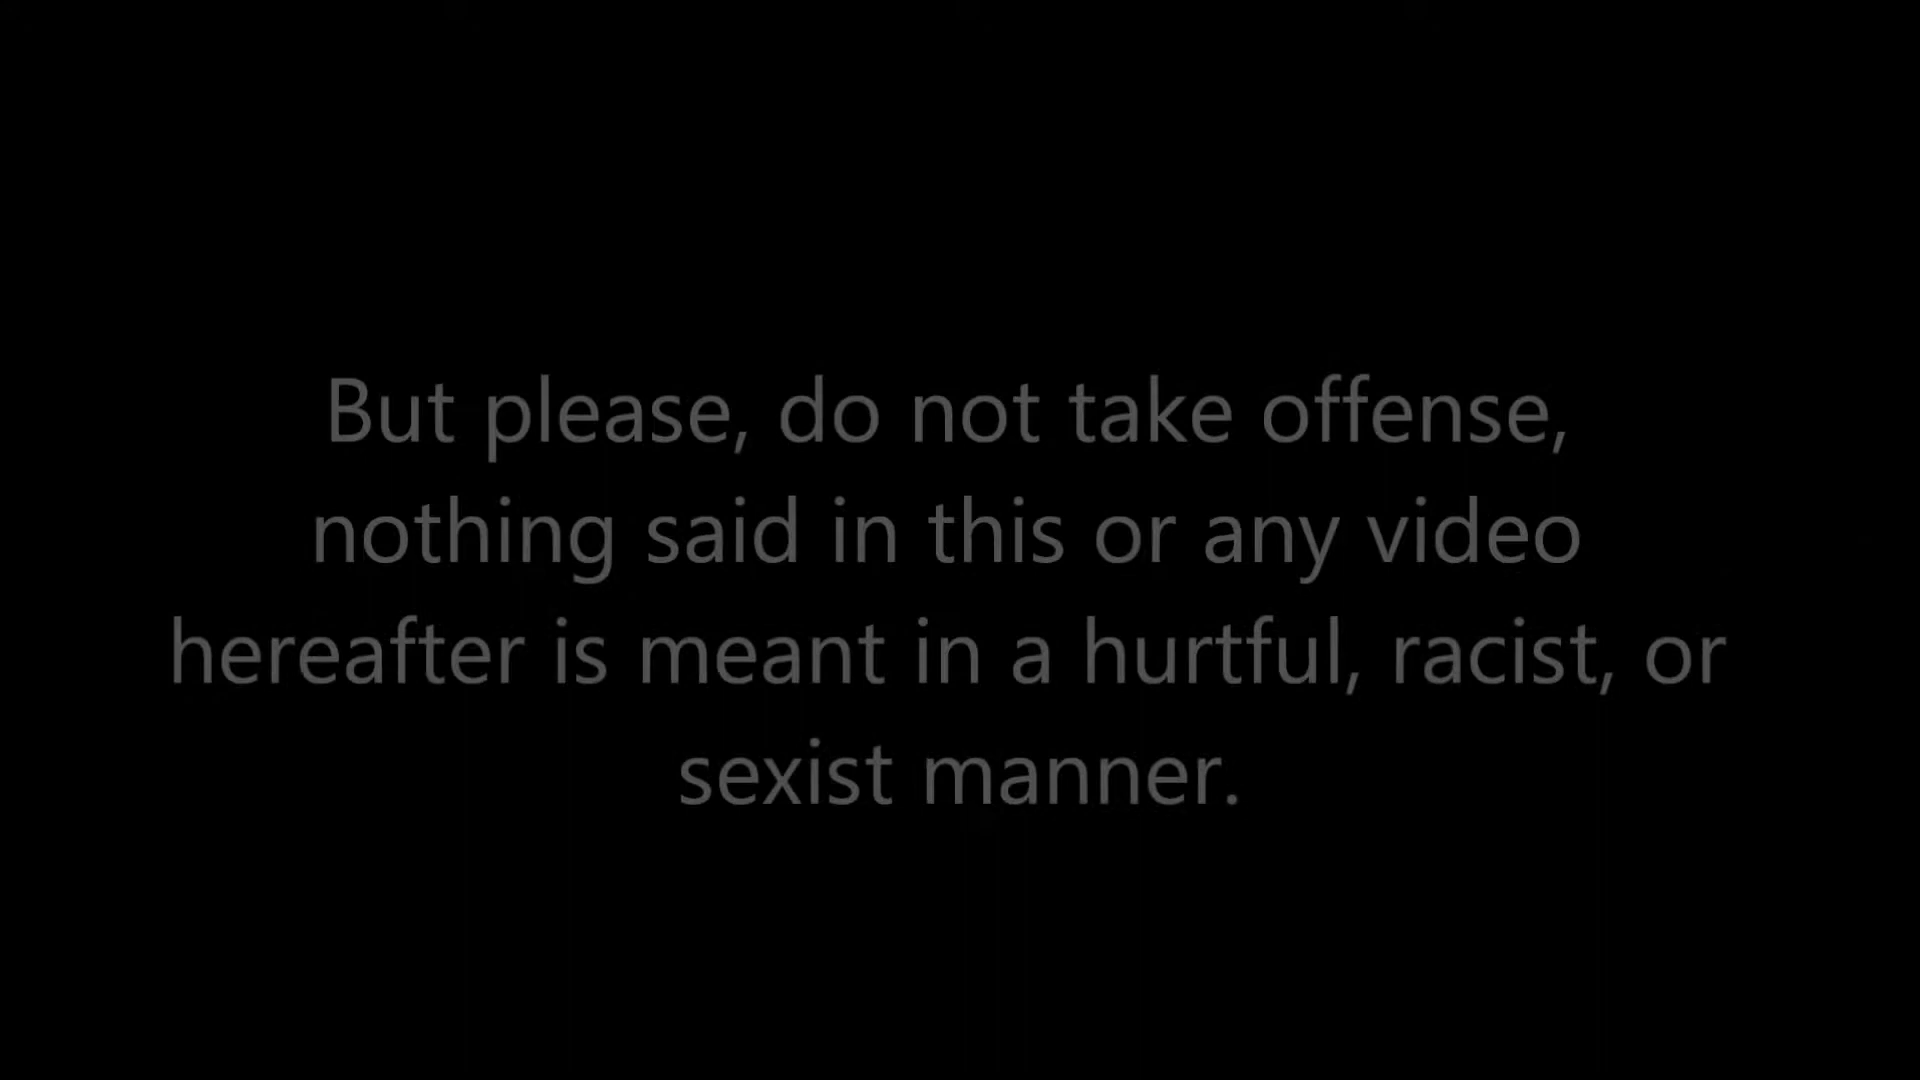 But please, do not take offense,
nothing said in this or any video
hereafter is meant in a hurtful, racist, or
sexist manner.